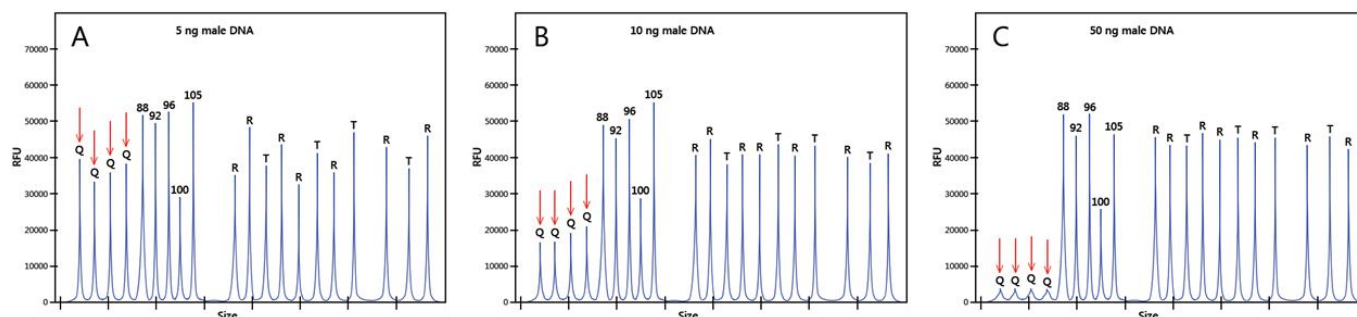 A
5 ng male DNA
70000
60000
50000
40000
30000
20000
10000
0
RFU
Q
Q
Q
Q
88
92
96
100
105
R
R
T
R
R
T
R
T
R
T
R
Size
B
10 ng male DNA
70000
60000
50000
40000
30000
20000
10000
0
RFU
Q
Q
Q
Q
88
92
96
100
105
R
R
T
R
R
T
R
T
R
T
R
Size
C
50 ng male DNA
70000
60000
50000
40000
30000
20000
10000
0
RFU
Q
Q
Q
Q
88
92
96
100
105
R
R
T
R
R
T
R
T
R
T
R
Size